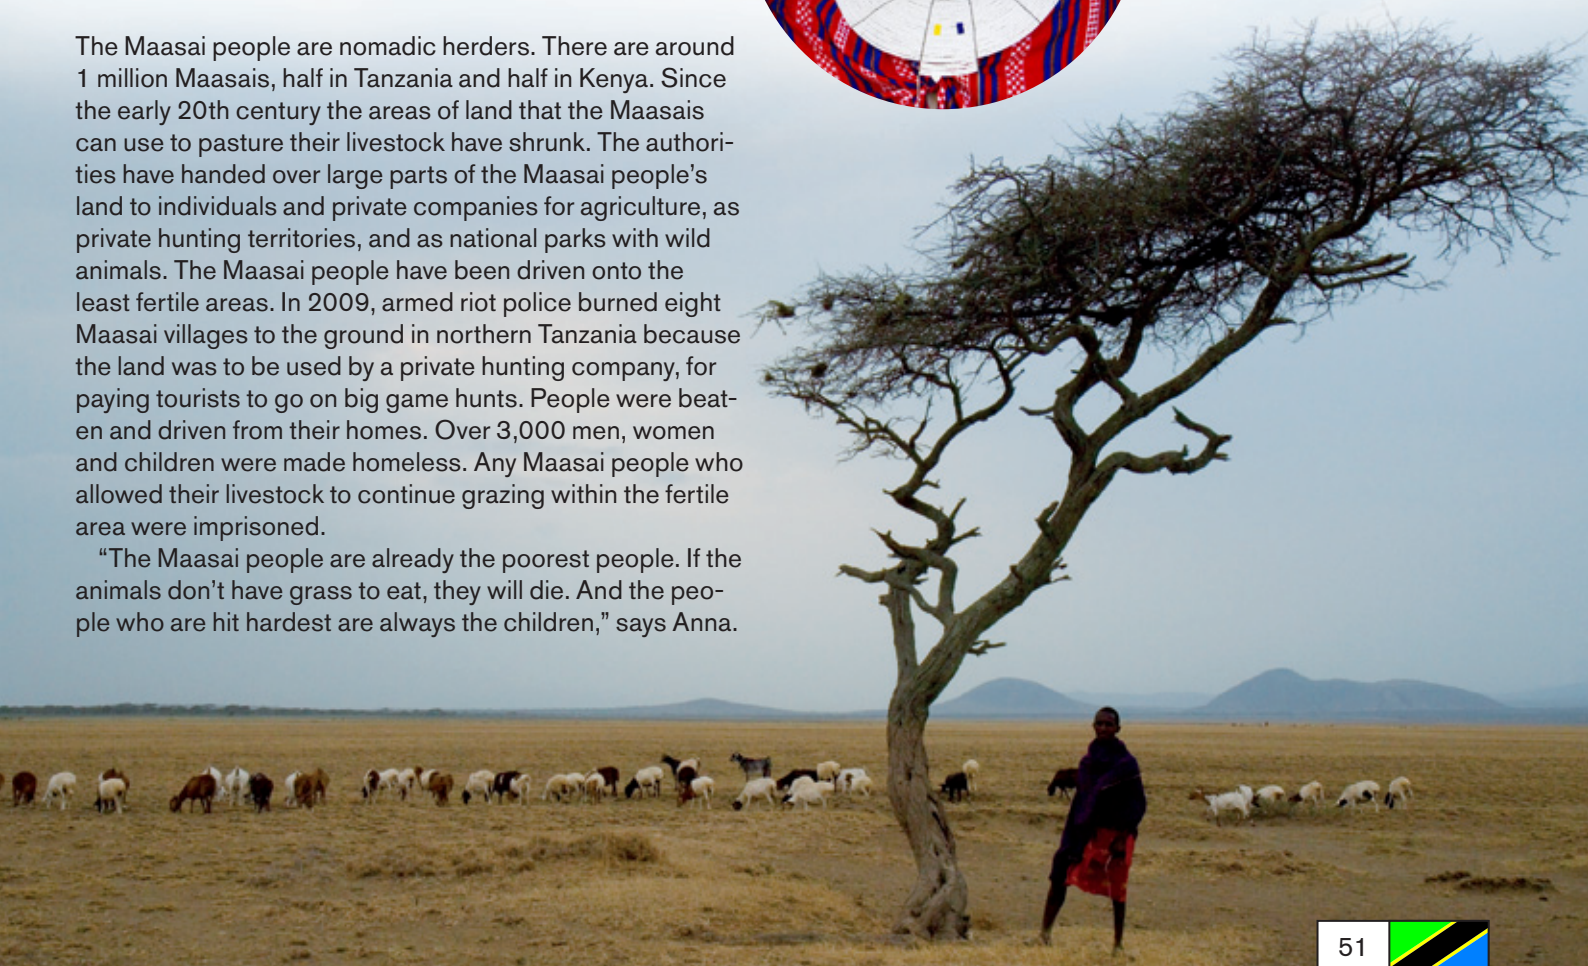 The Maasai people are nomadic herders. There are around
1 million Maasais, half in Tanzania and half in Kenya. Since
the early 20th century the areas of land that the Maasais
can use to pasture their livestock have shrunk. The authori-
ties have handed over large parts of the Maasai people’s
land to individuals and private companies for agriculture, as
private hunting territories, and as national parks with wild
animals. The Maasai people have been driven onto the
least fertile areas. In 2009, armed riot police burned eight
Maasai villages to the ground in northern Tanzania because
the land was to be used by a private hunting company, for
paying tourists to go on big game hunts. People were beat-
en and driven from their homes. Over 3,000 men, women
and children were made homeless. Any Maasai people who
allowed their livestock to continue grazing within the fertile
area were imprisoned.
“The Maasai people are already the poorest people. If the
animals don’t have grass to eat, they will die. And the peo-
ple who are hit hardest are always the children,” says Anna.
51